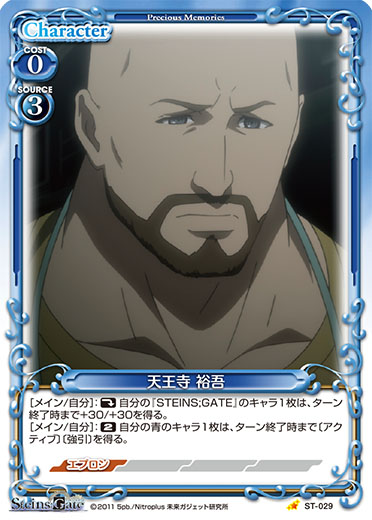 Precious Memories
Character
COST
0
SOURCE
3
天王寺 裕吾
[メイン/自分]: 自分の『STEINS;GATE』のキャラ1枚は、ターン
終了時まで+30/+30を得る。
[メイン/自分]: 2 自分の青のキャラ1枚は、ターン終了時まで〔アク
ティブ〕〔強引〕を得る。
エプロン
Steins;Gate ©2011 5pb./Nitroplus 未来ガジェット研究所 ST-029